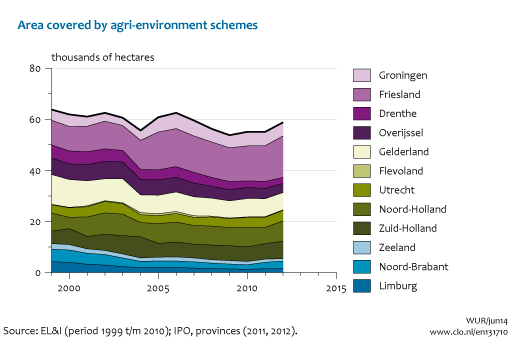 Area covered by agri-environment schemes
thousands of hectares
80
60
40
20
0
2000
2005
2010
2015
Groningen
Friesland
Drenthe
Overijssel
Gelderland
Flevoland
Utrecht
Noord-Holland
Zuid-Holland
Zeeland
Noord-Brabant
Limburg
WUR/jun14
Source: EL&I (period 1999 t/m 2010); IPO, provinces (2011, 2012).
www.clo.nl/en131710